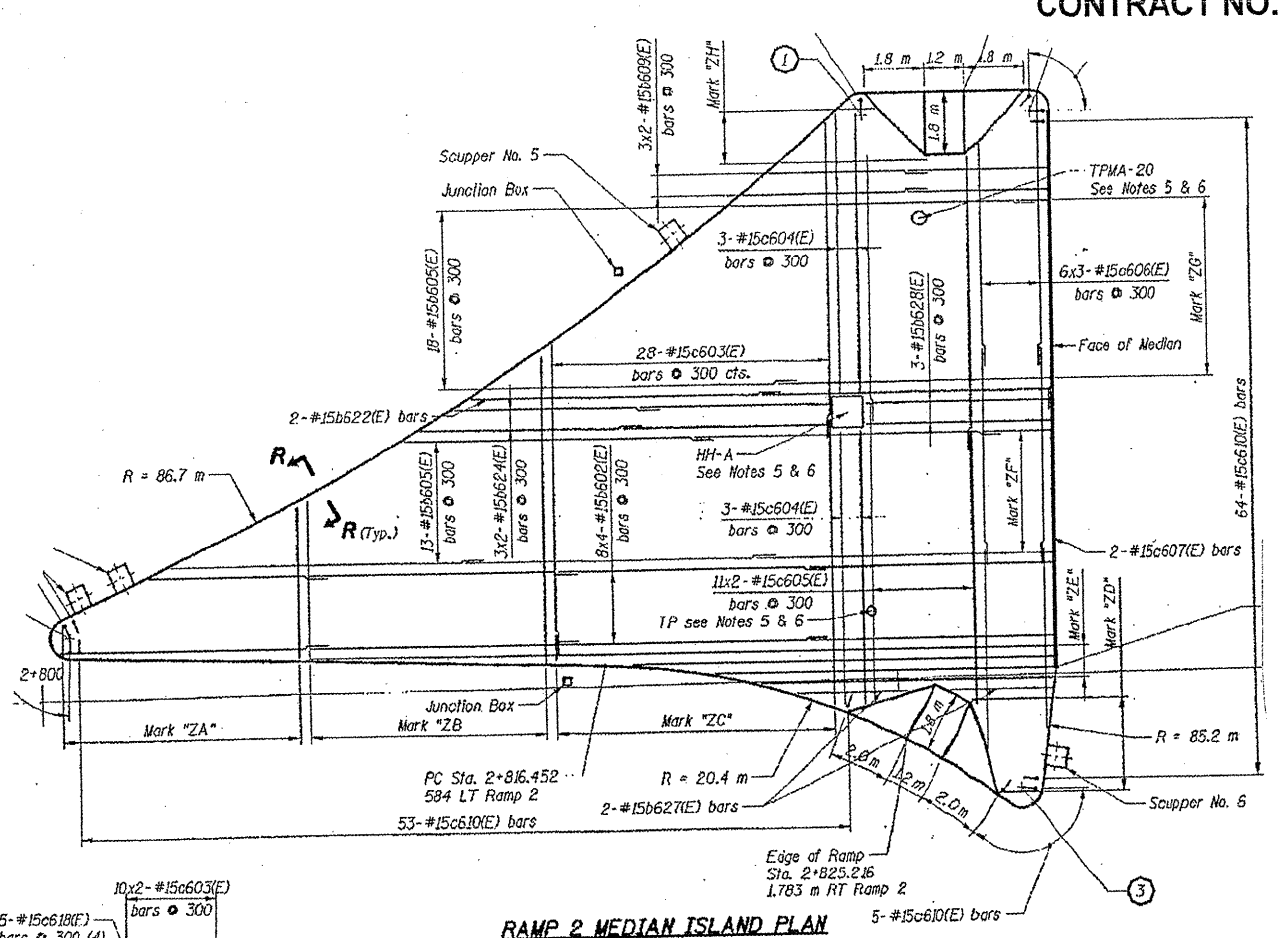 CONTRACT NO.
3x2-#15b609(E)
bars @ 300
Mark "ZH"
1
1.8 m
1.2 m
1.8 m
1.8 m
Scupper No. 5
Junction Box
TPMA-20
See Notes 5 & 6
3-#15c604(E)
bars @ 300
18-#15b605(E)
bars @ 300
3-#15b628(E)
bars @ 300
6x3-#15c606(E)
bars @ 300
Mark "ZG"
Face of Median
28-#15c603(E)
bars @ 300 cts.
2-#15b622(E) bars
R = 86.7 m
R
R (Typ.)
13-#15b605(E)
bars @ 300
3x2-#15b624(E)
bars @ 300
8x4-#15b602(E)
bars @ 300
HH-A
See Notes 5 & 6
Mark "ZF"
64-#15c610(E) bars
3-#15c604(E)
bars @ 300
2-#15c607(E) bars
11x2-#15c605(E)
bars @ 300
TP see Notes 5 & 6
Mark "ZE"
Mark "ZD"
2+800
Junction Box
Mark "ZA"
Mark "ZB
Mark "ZC"
1.8 m
R = 85.2 m
PC Sta. 2+816.452
584 LT Ramp 2
R = 20.4 m
2.0 m
1.2 m
2.0 m
2-#15b627(E) bars
Scupper No. 6
53-#15c610(E) bars
Edge of Ramp
Sta. 2+825.216
1.783 m RT Ramp 2
3
5-#15c610(E) bars
10x2-#15c603(E)
bars @ 300
5-#15c618(E)
bars @ 300 (4)
RAMP 2 MEDIAN ISLAND PLAN